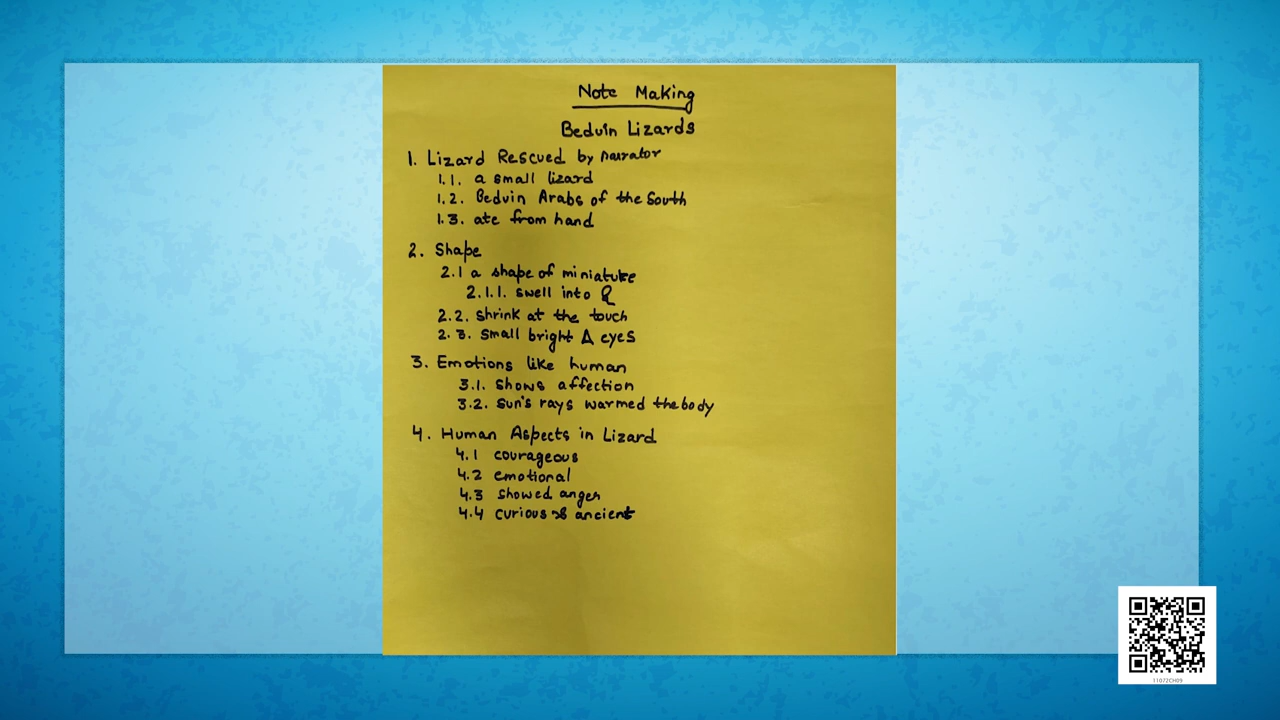 Note Making
Beduin Lizards
1. Lizard Rescued by narrator
1.1. a small lizard
1.2. Beduin Arabs of the South
1.3. ate from hand
2. Shape
2.1 a shape of miniature
2.1.1. swell into
2.2. shrink at the touch
2.3. small bright Δ eyes
3. Emotions like human
3.1. shows affection
3.2. sun's rays warmed the body
4. Human Aspects in Lizard
4.1 courageous
4.2 emotional
4.3 showed anger
4.4 curious & ancient
11072CH09